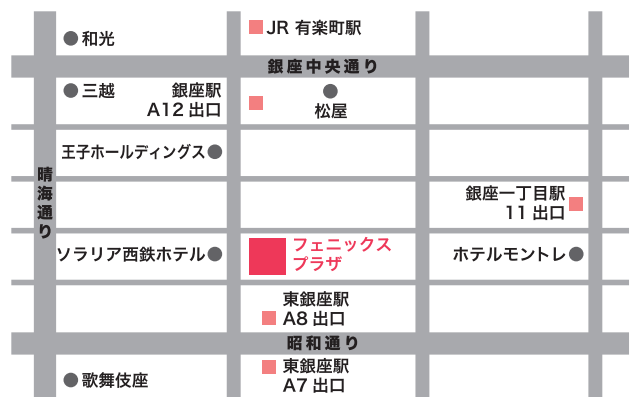 JR 有楽町駅
和光
銀座中央通り
三越
銀座駅
A12 出口
松屋
王子ホールディングス
晴海通り
銀座一丁目駅
11 出口
ソラリア西鉄ホテル
フェニックス
プラザ
ホテルモントレ
東銀座駅
A8 出口
昭和通り
東銀座駅
A7 出口
歌舞伎座